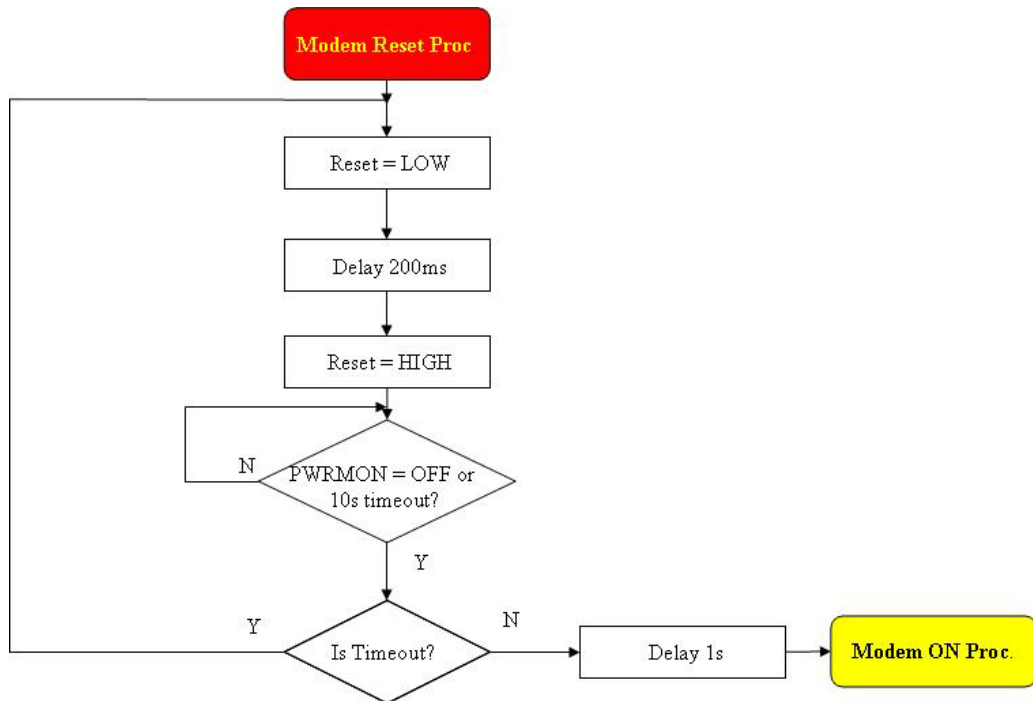 Modem Reset Proc
Reset = LOW
Delay 200ms
Reset = HIGH
N
PWRMON = OFF or
10s timeout?
Y
Y
Is Timeout?
N
Delay 1s
Modem ON Proc.